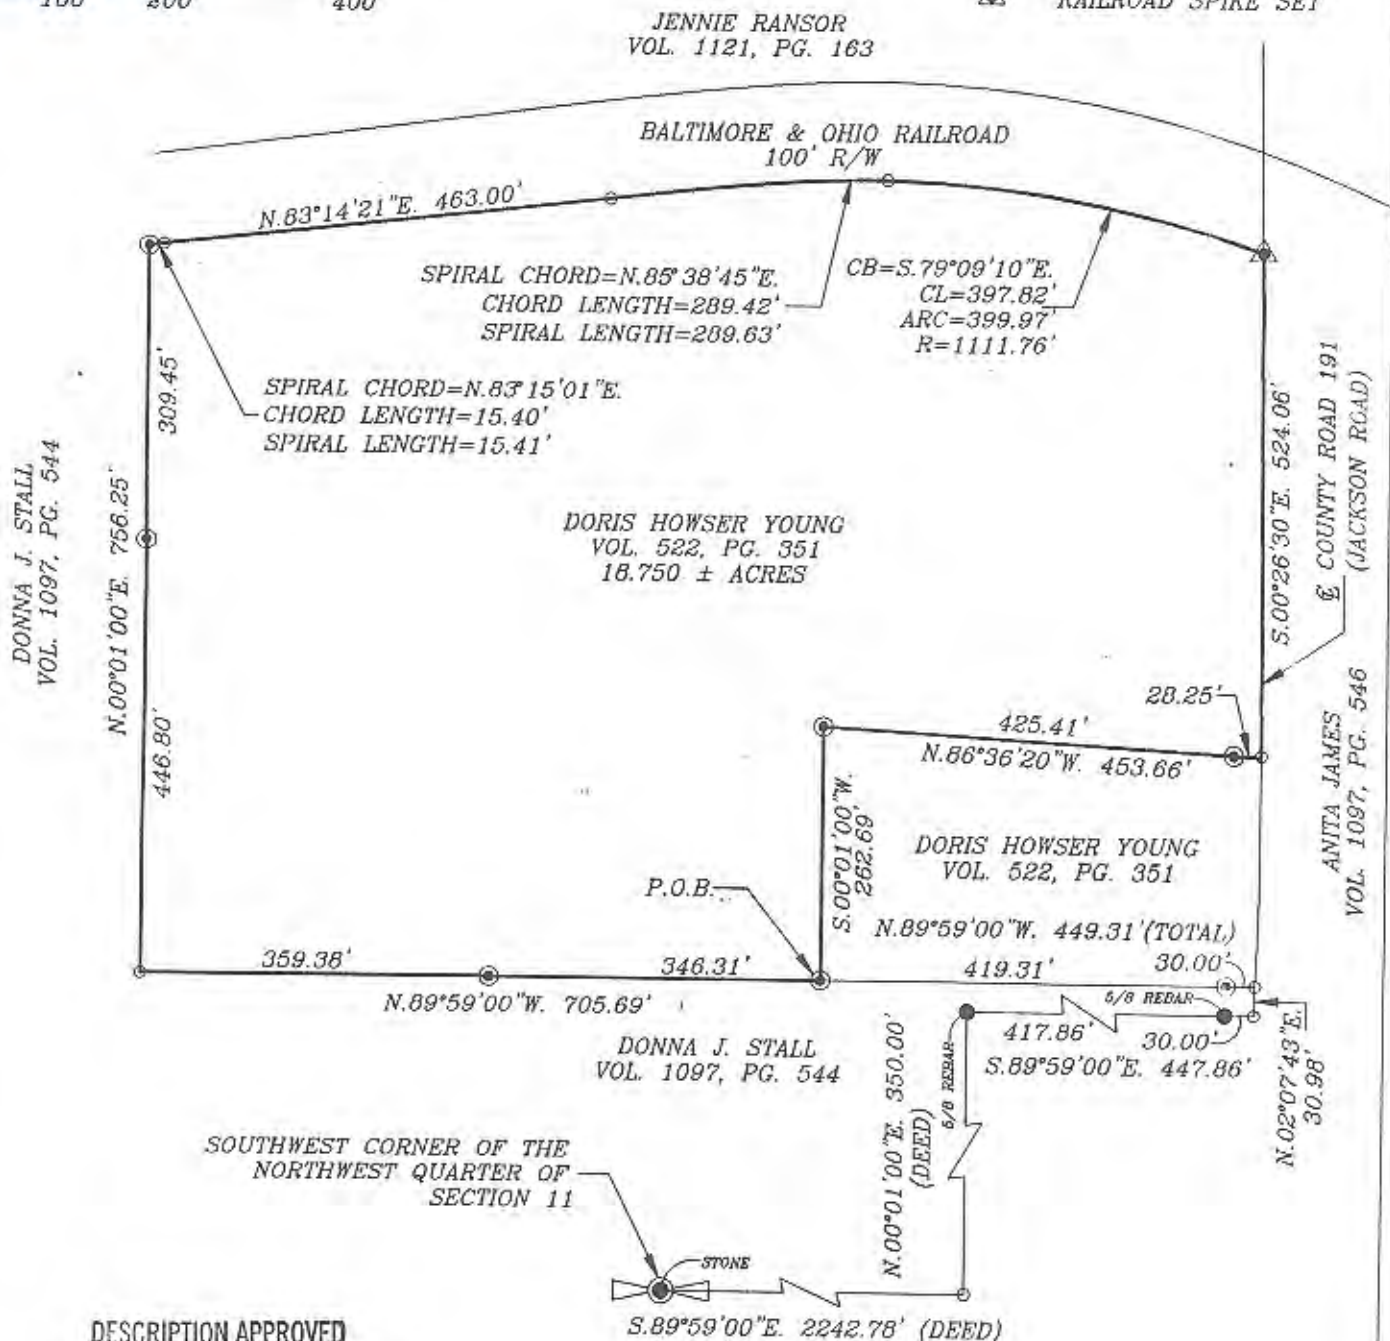 100 200 400
RAILROAD SPIKE SET
JENNIE RANSOR
VOL. 1121, PG. 163
BALTIMORE & OHIO RAILROAD
100' R/W
N.83°14'21"E. 463.00'
SPIRAL CHORD=N.85°38'45"E.
CHORD LENGTH=289.42'
SPIRAL LENGTH=289.63'
CB=S.79°09'10"E.
CL=397.82'
ARC=399.97'
R=1111.76'
SPIRAL CHORD=N.83°15'01"E.
CHORD LENGTH=15.40'
SPIRAL LENGTH=15.41'
309.45'
DONNA J. STALL
VOL. 1097, PG. 544
N.00°01'00"E. 756.25'
446.80'
DORIS HOWSER YOUNG
VOL. 522, PG. 351
18.750 ± ACRES
S.00°26'30"E. 524.06'
℄ COUNTY ROAD 191
(JACKSON ROAD)
28.25'
425.41'
N.86°36'20"W. 453.66'
ANITA JAMES
VOL. 1097, PG. 546
S.00°01'00"W.
262.69'
DORIS HOWSER YOUNG
VOL. 522, PG. 351
P.O.B.
N.89°59'00"W. 449.31'(TOTAL)
359.38'
346.31'
419.31'
30.00'
N.89°59'00"W. 705.69'
5/8 REBAR
417.86'
30.00'
S.89°59'00"E. 447.86'
N.02°07'43"E.
30.98'
DONNA J. STALL
VOL. 1097, PG. 544
N.00°01'00"E. 350.00'
(DEED)
5/8 REBAR
SOUTHWEST CORNER OF THE
NORTHWEST QUARTER OF
SECTION 11
STONE
S.89°59'00"E. 2242.78' (DEED)
DESCRIPTION APPROVED